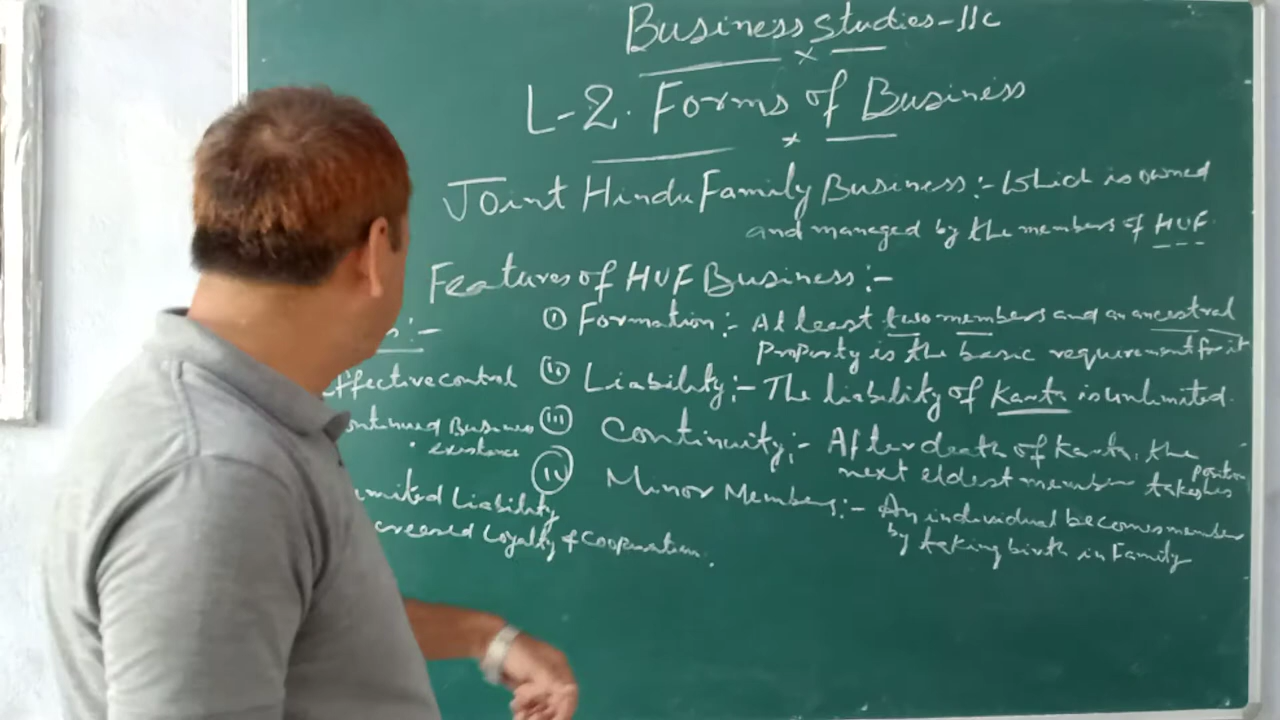 Business Studies-11c
L-2. Forms of Business
Joint Hindu Family Business:- Which is owned
and managed by the members of HUF.
Features of HUF Business:-
(i) Formation:- At least two members and an ancestral
Property is the basic requirement for it
(ii) Liability:- The liability of Karta is unlimited.
(iii) Continuity:- After death of Karta, the
next eldest member takes his position
(iv) Minor Members:- An individual becomes member
by taking birth in Family
s:-
ffective control
ontinued Business
existence
imited Liability
creased Loyalty & Cooperation.